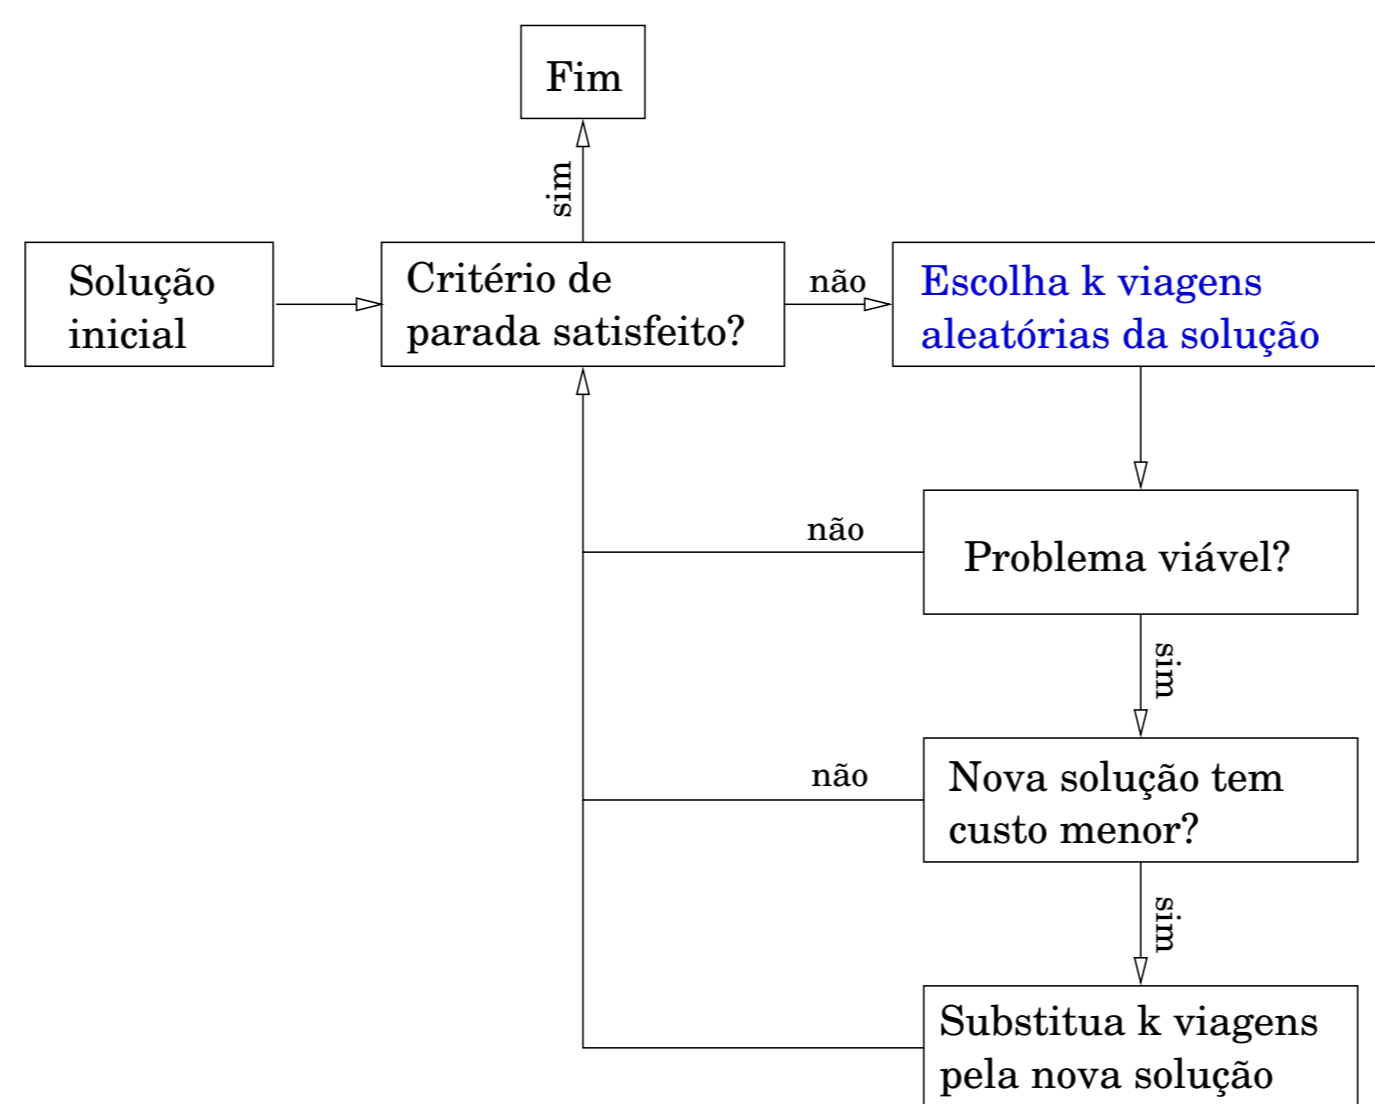 Fim
sim
Solução
inicial
Critério de
parada satisfeito?
não
Escolha k viagens
aleatórias da solução
não
Problema viável?
sim
não
Nova solução tem
custo menor?
sim
Substitua k viagens
pela nova solução